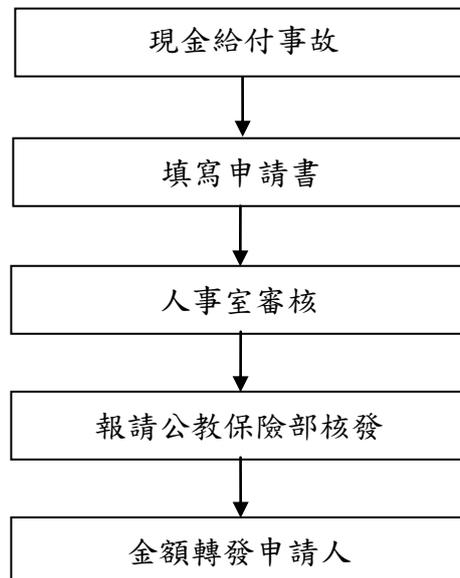 現金給付事故
填寫申請書
人事室審核
報請公教保險部核發
金額轉發申請人